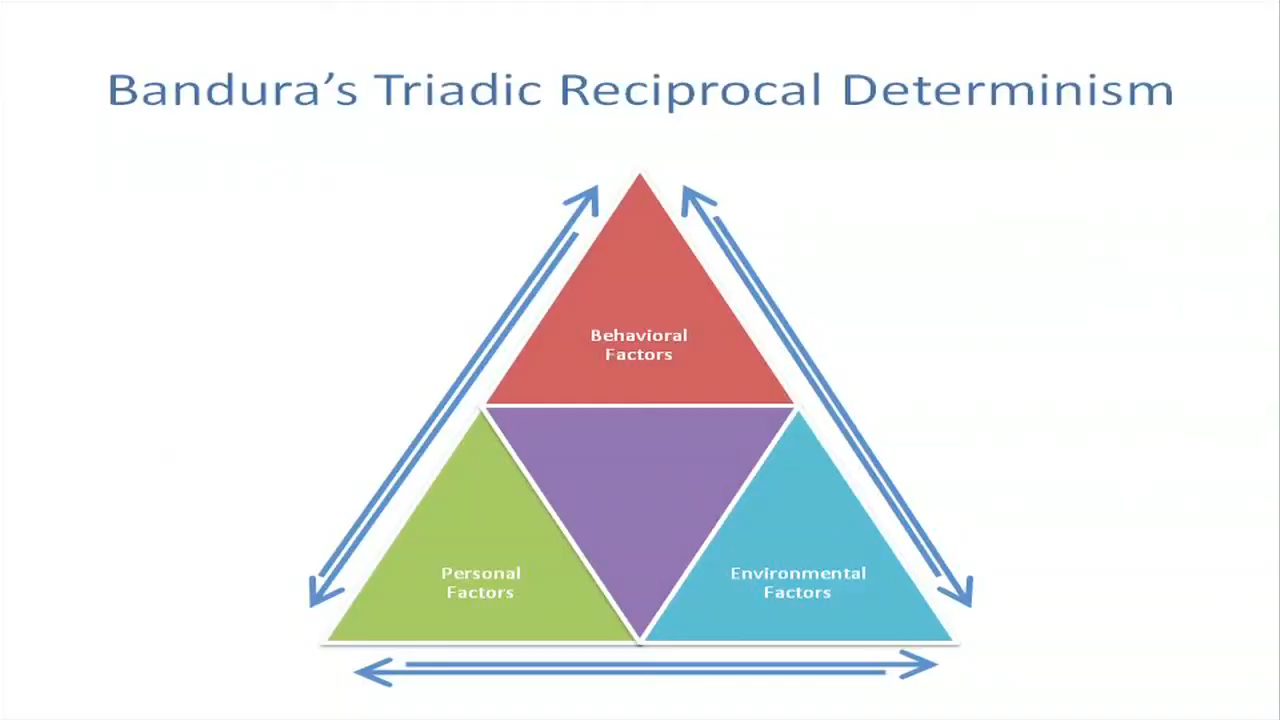 Bandura’s Triadic Reciprocal Determinism
Behavioral
Factors
Personal
Factors
Environmental
Factors